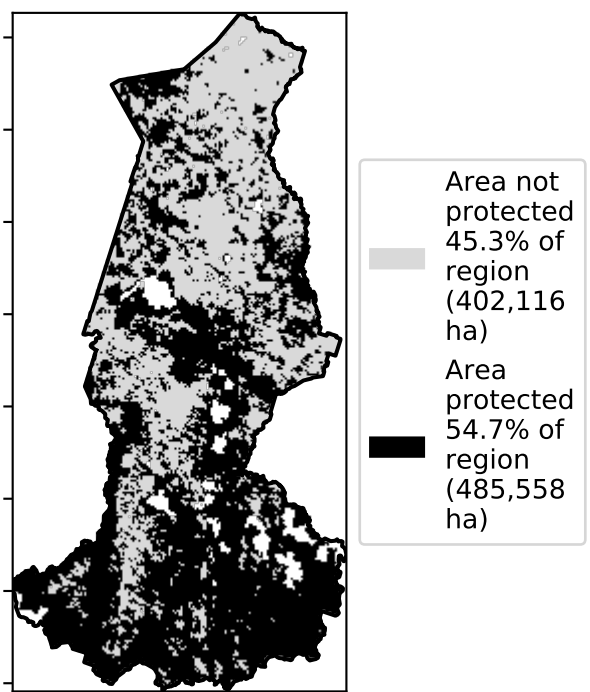 Area not
protected
45.3% of
region
(402,116
ha)
Area
protected
54.7% of
region
(485,558
ha)